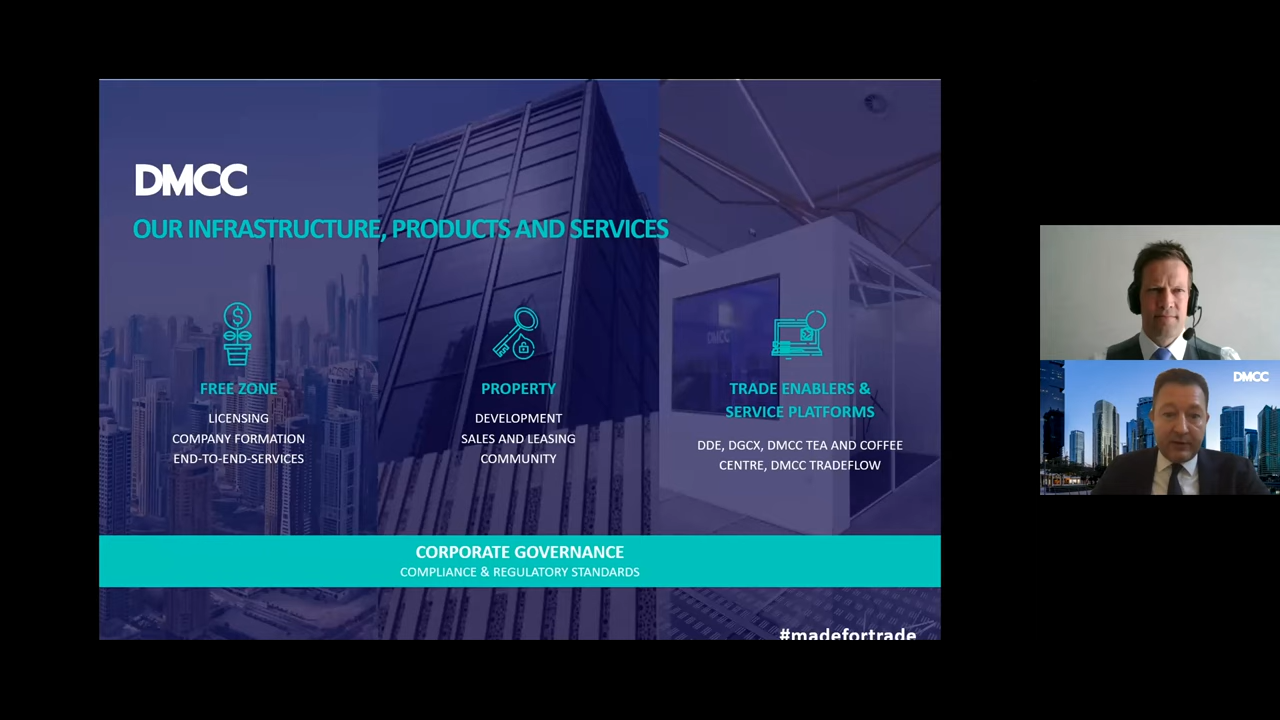 DMCC
OUR INFRASTRUCTURE, PRODUCTS AND SERVICES
FREE ZONE
LICENSING
COMPANY FORMATION
END-TO-END-SERVICES
PROPERTY
DEVELOPMENT
SALES AND LEASING
COMMUNITY
TRADE ENABLERS &
SERVICE PLATFORMS
DDE, DGCX, DMCC TEA AND COFFEE
CENTRE, DMCC TRADEFLOW
DMCC
CORPORATE GOVERNANCE
COMPLIANCE & REGULATORY STANDARDS
#madefortrade
DMCC